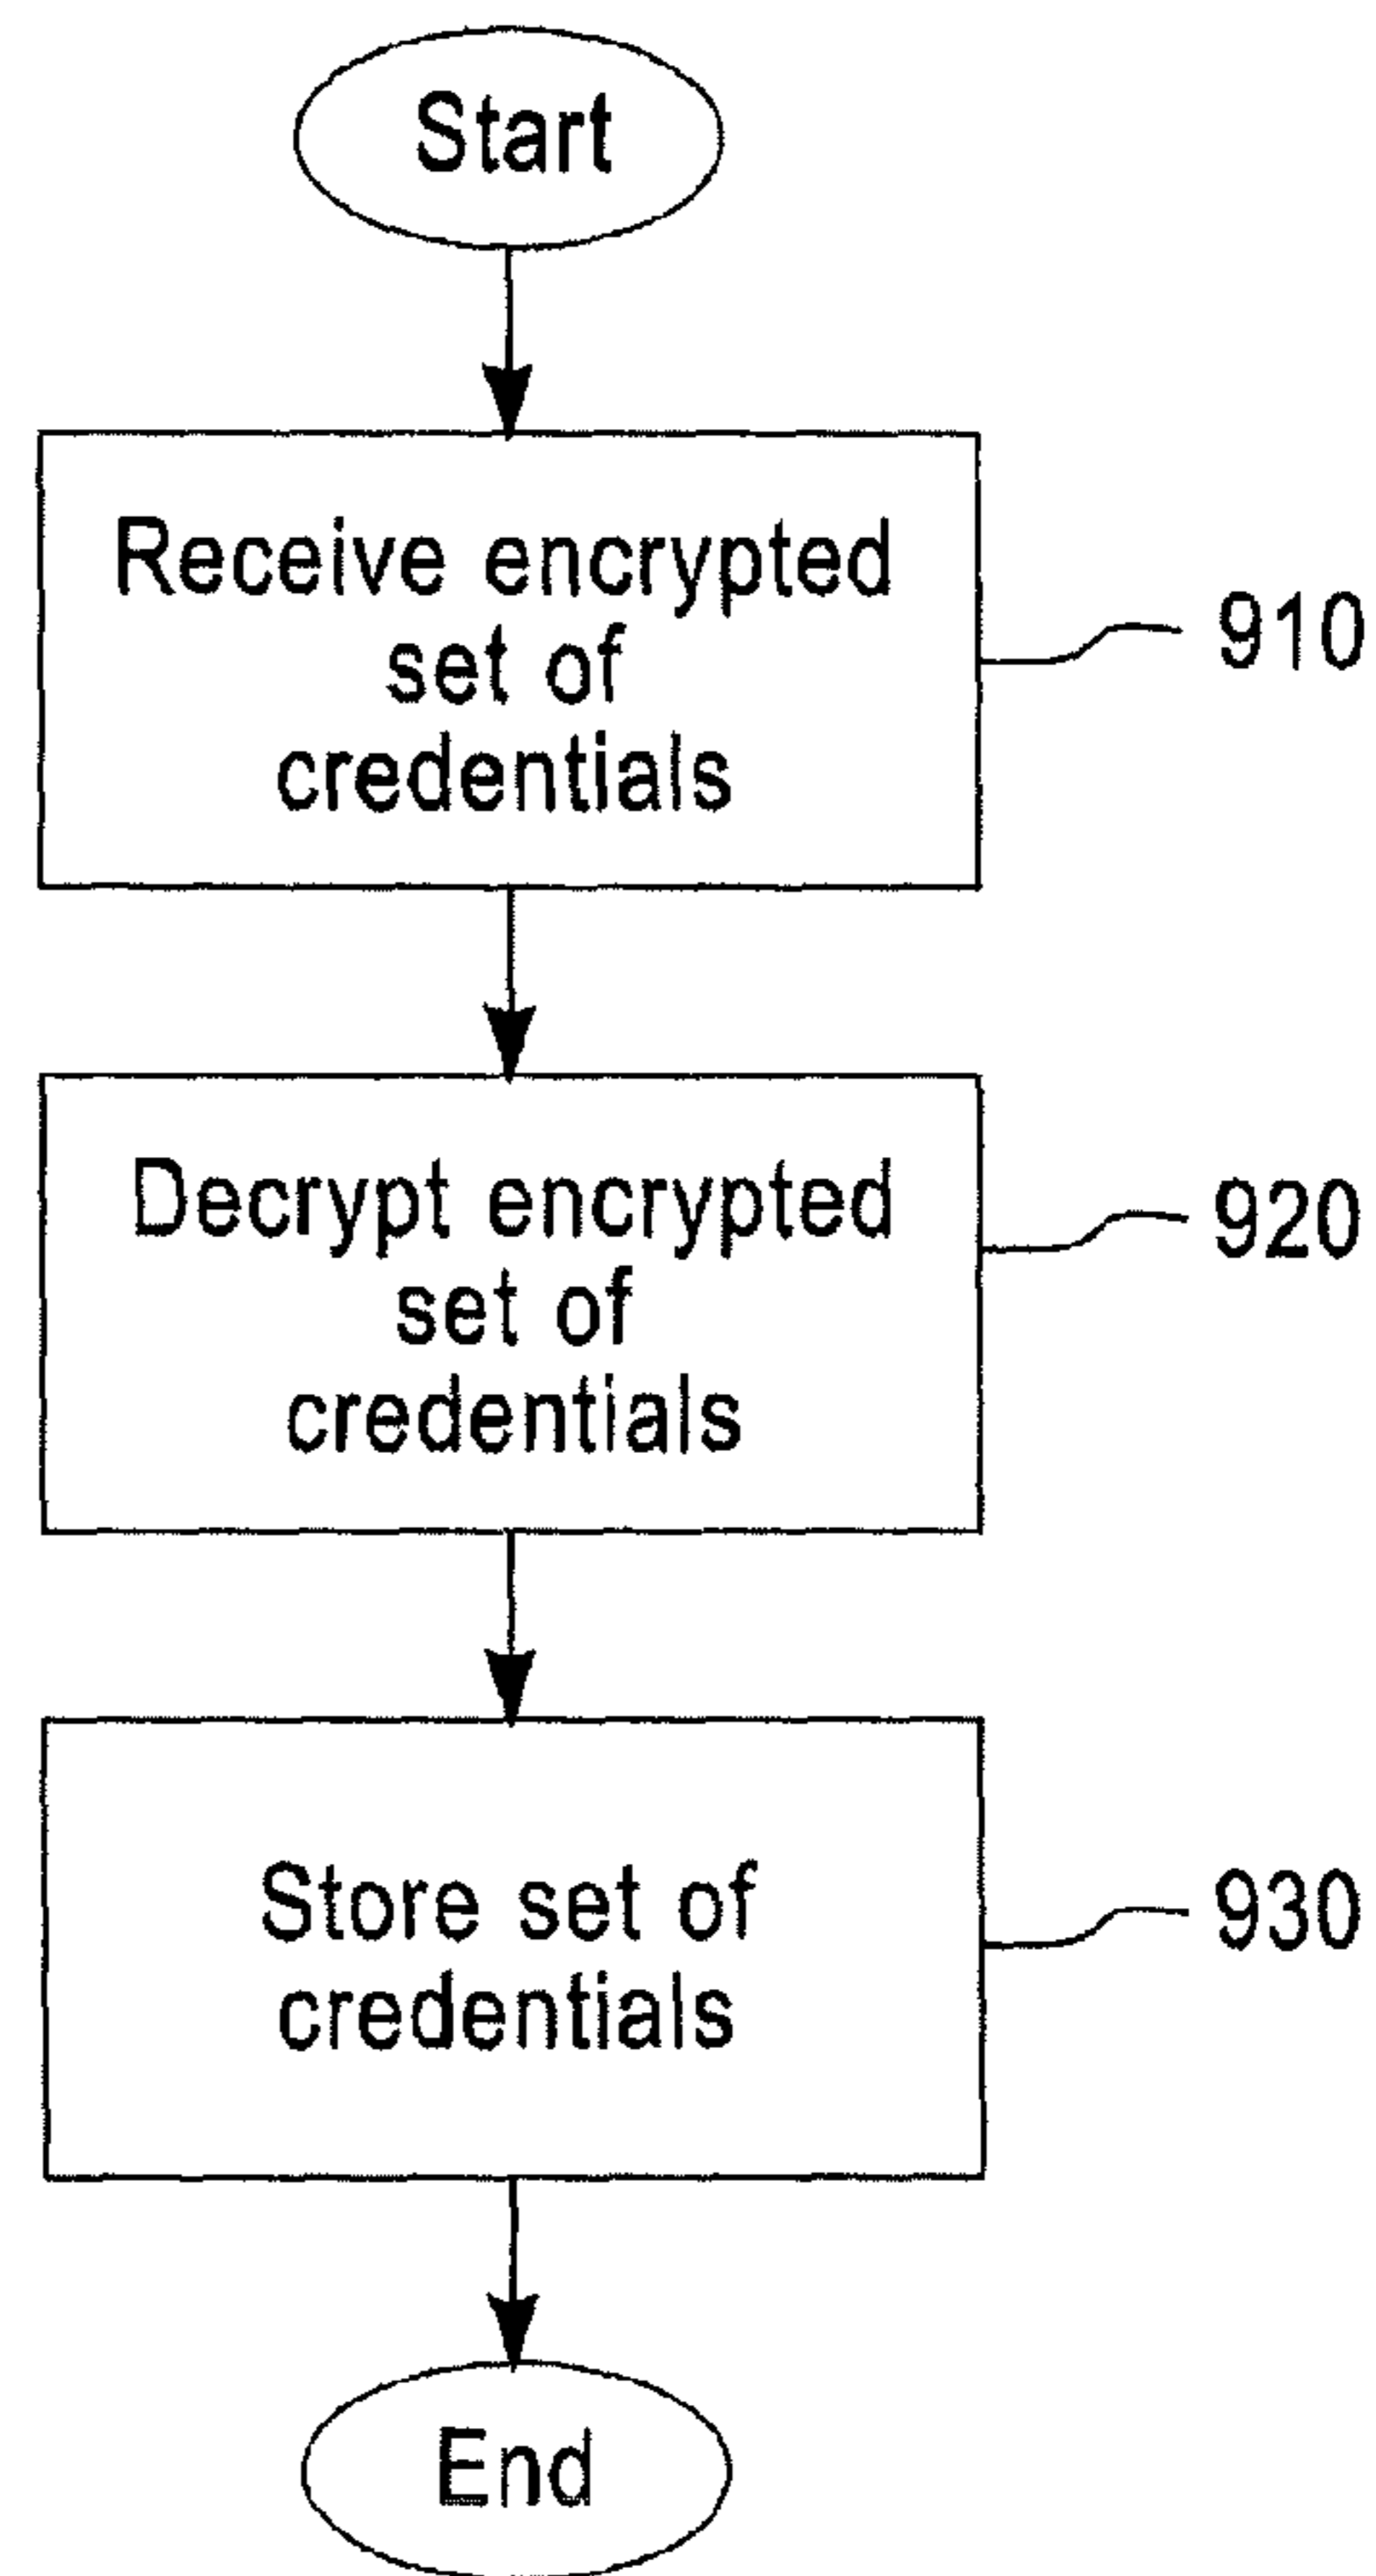 Start
Receive encrypted
set of
credentials
910
Decrypt encrypted
set of
credentials
920
Store set of
credentials
930
End